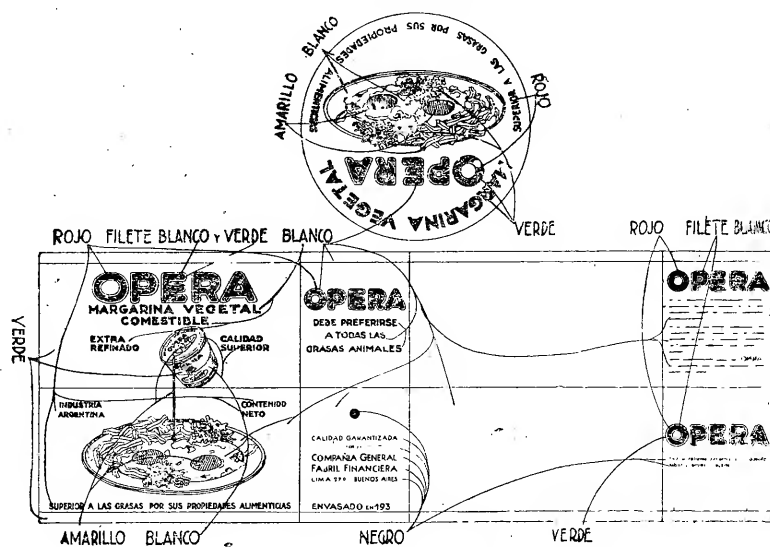 BLANCO
AMARILLO
ROJO
SUPERIOR A LAS GRASAS POR SUS PROPIEDADES ALIMENTICIAS
OPERA
MARGARINA VEGETAL
VERDE
ROJO FILETE BLANCO Y VERDE BLANCO
ROJO FILETE BLANCO
VERDE
OPERA
MARGARINA VEGETAL
COMESTIBLE
EXTRA
REFINADO
CALIDAD
SUPERIOR
INDUSTRIA
ARGENTINA
CONTENIDO
NETO
SUPERIOR A LAS GRASAS POR SUS PROPIEDADES ALIMENTICIAS
OPERA
DEBE PREFERIRSE
A TODAS LAS
GRASAS ANIMALES
CALIDAD GARANTIZADA
COMPAÑIA GENERAL
FABRIL FINANCIERA
LIMA BUENOS AIRES
ENVASADO EN 193
OPERA
OPERA
AMARILLO BLANCO NEGRO VERDE